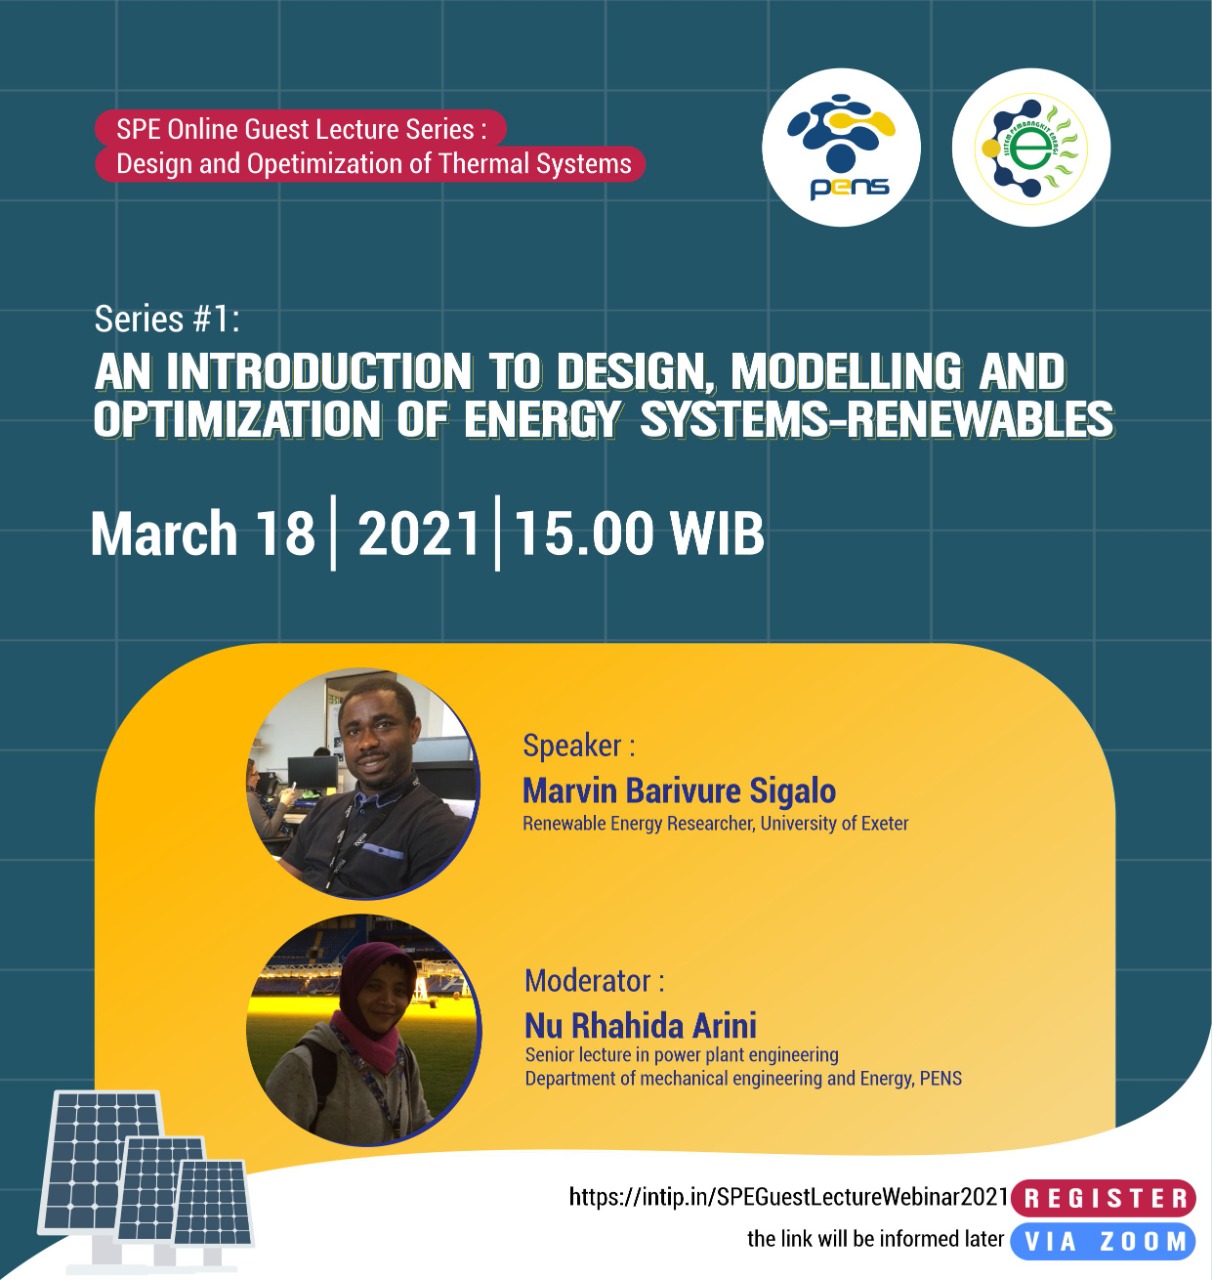 SPE Online Guest Lecture Series :
Design and Opetimization of Thermal Systems
pens
SISTEM PEMBANGKIT ENERGI
e
Series #1:
AN INTRODUCTION TO DESIGN, MODELLING AND
OPTIMIZATION OF ENERGY SYSTEMS-RENEWABLES
March 18 | 2021 | 15.00 WIB
Speaker :
Marvin Barivure Sigalo
Renewable Energy Researcher, University of Exeter
Moderator :
Nu Rhahida Arini
Senior lecture in power plant engineering
Department of mechanical engineering and Energy, PENS
https://intip.in/SPEGuestLectureWebinar2021 REGISTER
the link will be informed later VIA ZOOM